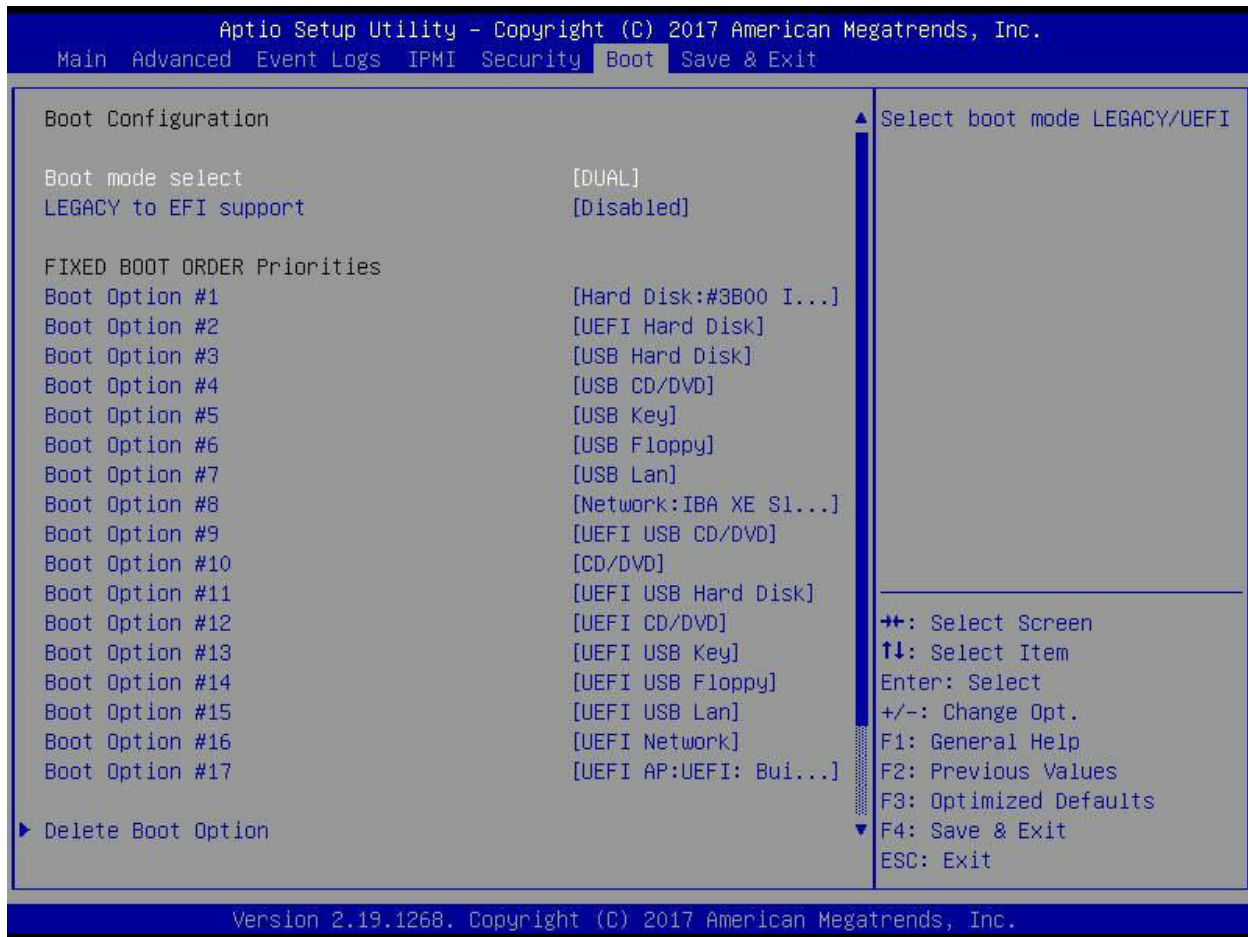 Aptio Setup Utility – Copyright (C) 2017 American Megatrends, Inc.
Main Advanced Event Logs IPMI Security Boot Save & Exit
Boot Configuration
Boot mode select [DUAL]
LEGACY to EFI support [Disabled]
FIXED BOOT ORDER Priorities
Boot Option #1 [Hard Disk:#3B00 I...]
Boot Option #2 [UEFI Hard Disk]
Boot Option #3 [USB Hard Disk]
Boot Option #4 [USB CD/DVD]
Boot Option #5 [USB Key]
Boot Option #6 [USB Floppy]
Boot Option #7 [USB Lan]
Boot Option #8 [Network:IBA XE Sl...]
Boot Option #9 [UEFI USB CD/DVD]
Boot Option #10 [CD/DVD]
Boot Option #11 [UEFI USB Hard Disk]
Boot Option #12 [UEFI CD/DVD]
Boot Option #13 [UEFI USB Key]
Boot Option #14 [UEFI USB Floppy]
Boot Option #15 [UEFI USB Lan]
Boot Option #16 [UEFI Network]
Boot Option #17 [UEFI AP:UEFI: Bui...]
Delete Boot Option
Select boot mode LEGACY/UEFI
→←: Select Screen
↑↓: Select Item
Enter: Select
+/-: Change Opt.
F1: General Help
F2: Previous Values
F3: Optimized Defaults
F4: Save & Exit
ESC: Exit
Version 2.19.1268. Copyright (C) 2017 American Megatrends, Inc.